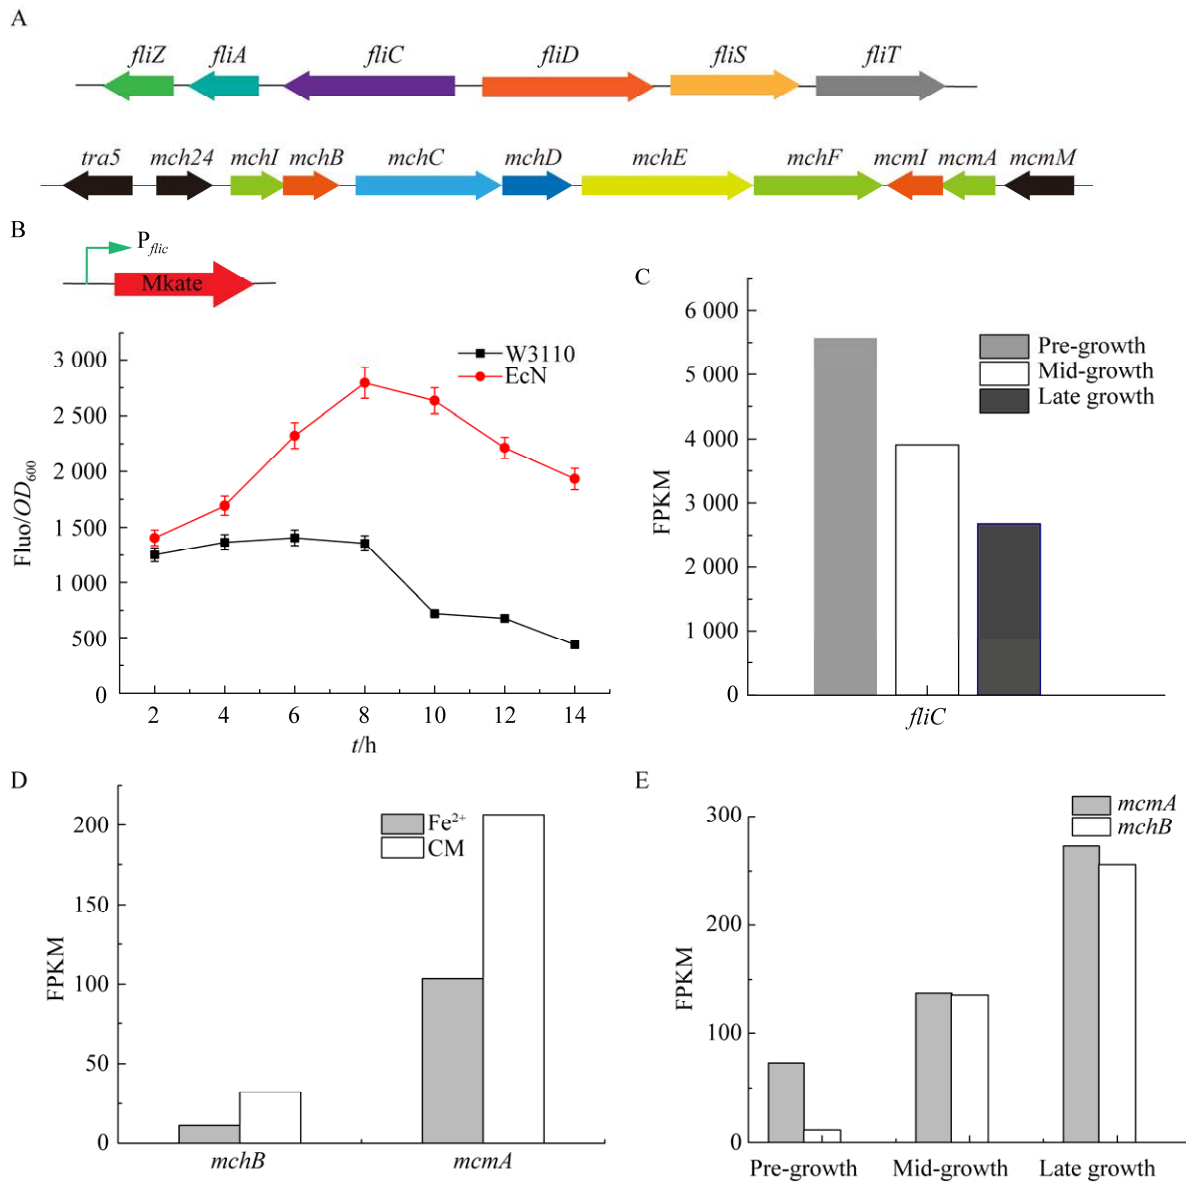 A
fliZ fliA fliC fliD fliS fliT
tra5 mch24 mchI mchB mchC mchD mchE mchF mcmI mcmA mcmM
B
P_flic
Mkate
W3110
EcN
3 000
2 500
2 000
1 500
1 000
500
0
Fluo/OD600
2 4 6 8 10 12 14
t/h
C
Pre-growth
Mid-growth
Late growth
6 000
5 000
4 000
3 000
2 000
1 000
0
FPKM
fliC
D
Fe2+
CM
200
150
100
50
0
FPKM
mchB mcmA
E
mcmA
mchB
300
200
100
0
FPKM
Pre-growth Mid-growth Late growth